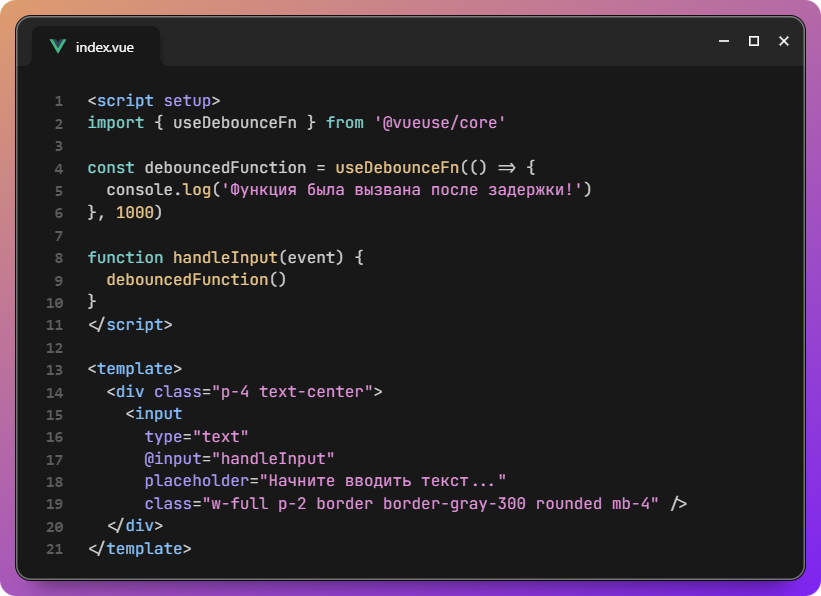 index.vue
1 <script setup>
2 import { useDebounceFn } from '@vueuse/core'
3
4 const debouncedFunction = useDebounceFn(() => {
5   console.log('Функция была вызвана после задержки!')
6 }, 1000)
7
8 function handleInput(event) {
9   debouncedFunction()
10 }
11 </script>
12
13 <template>
14   <div class="p-4 text-center">
15     <input
16       type="text"
17       @input="handleInput"
18       placeholder="Начните вводить текст..."
19       class="w-full p-2 border border-gray-300 rounded mb-4" />
20   </div>
21 </template>